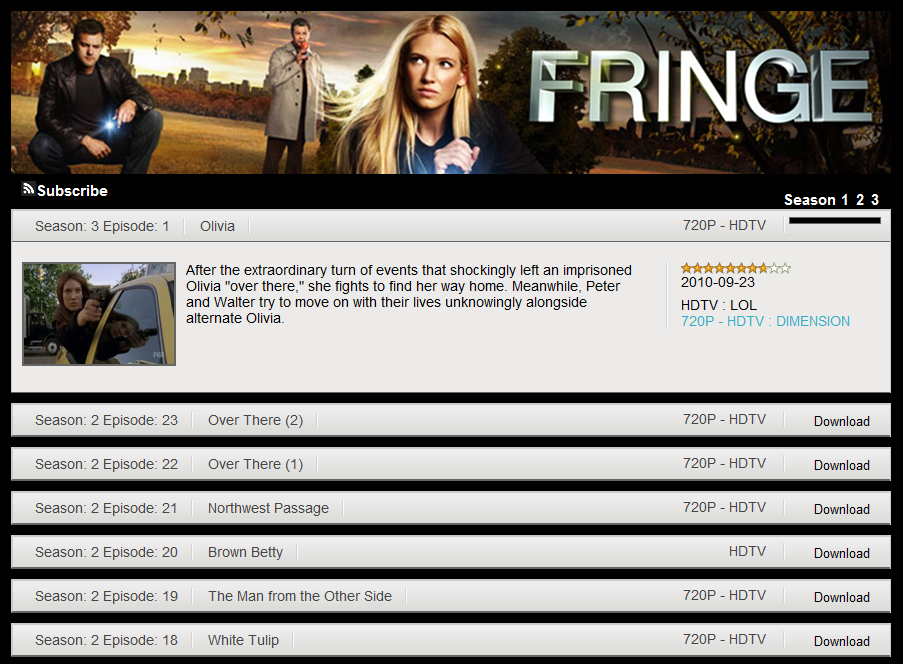 FRINGE
Subscribe
Season 1 2 3
Season: 3 Episode: 1 Olivia 720P - HDTV
After the extraordinary turn of events that shockingly left an imprisoned
Olivia "over there," she fights to find her way home. Meanwhile, Peter
and Walter try to move on with their lives unknowingly alongside
alternate Olivia.
2010-09-23
HDTV : LOL
720P - HDTV : DIMENSION
FOX
Season: 2 Episode: 23 Over There (2) 720P - HDTV Download
Season: 2 Episode: 22 Over There (1) 720P - HDTV Download
Season: 2 Episode: 21 Northwest Passage 720P - HDTV Download
Season: 2 Episode: 20 Brown Betty HDTV Download
Season: 2 Episode: 19 The Man from the Other Side 720P - HDTV Download
Season: 2 Episode: 18 White Tulip 720P - HDTV Download